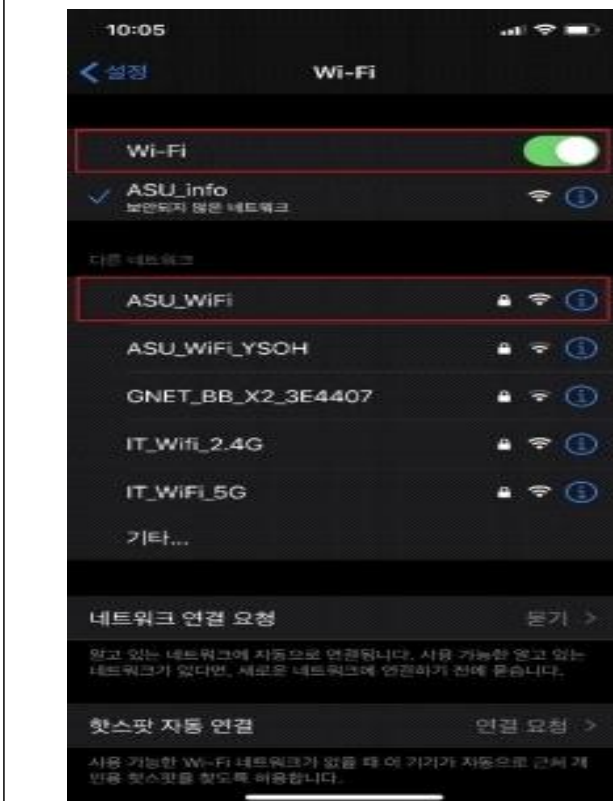 10:05
설정
Wi-Fi
Wi-Fi
ASU_info
보안되지 않은 네트워크
다른 네트워크
ASU_WiFi
ASU_WiFi_YSOH
GNET_BB_X2_3E4407
IT_Wifi_2.4G
IT_WiFi_5G
기타...
네트워크 연결 요청
묻기
알고 있는 네트워크에 자동으로 연결됩니다. 사용 가능한 알고 있는
네트워크가 없다면, 새로운 네트워크에 연결하기 전에 묻습니다.
핫스팟 자동 연결
연결 요청
사용 가능한 Wi-Fi 네트워크가 없을 때 이 기기가 자동으로 근처 개
인용 핫스팟을 찾도록 허용합니다.